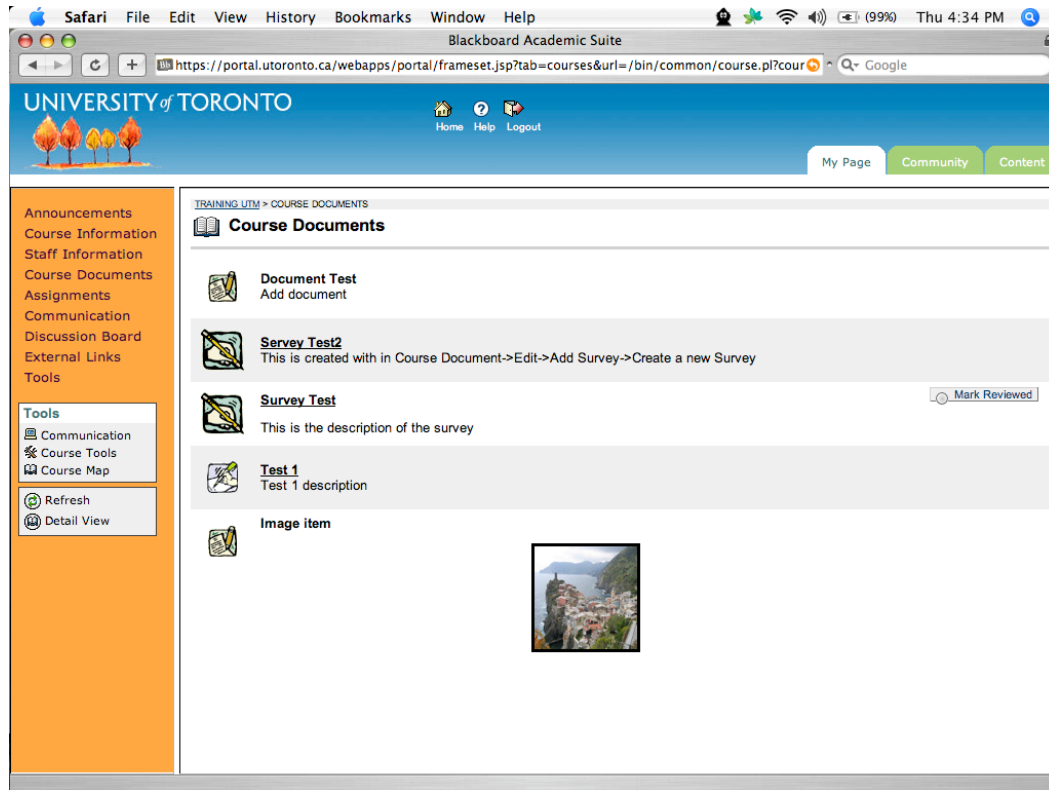 Safari File Edit View History Bookmarks Window Help (99%) Thu 4:34 PM
Blackboard Academic Suite
https://portal.utoronto.ca/webapps/portal/frameset.jsp?tab=courses&url=/bin/common/course.pl?cour Google
UNIVERSITY of TORONTO
Home Help Logout
My Page Community Content
Announcements
Course Information
Staff Information
Course Documents
Assignments
Communication
Discussion Board
External Links
Tools
Tools
Communication
Course Tools
Course Map
Refresh
Detail View
TRAINING UTM > COURSE DOCUMENTS
Course Documents
Document Test
Add document
Servey Test2
This is created with in Course Document->Edit->Add Survey->Create a new Survey
Survey Test
Mark Reviewed
This is the description of the survey
Test 1
Test 1 description
Image item